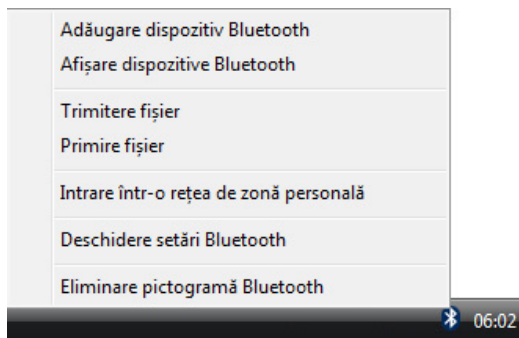 Adăugare dispozitiv Bluetooth
Afișare dispozitive Bluetooth
Trimitere fișier
Primire fișier
Intrare într-o rețea de zonă personală
Deschidere setări Bluetooth
Eliminare pictogramă Bluetooth
06:02